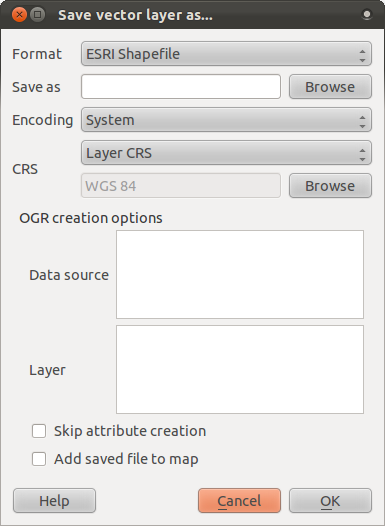 Save vector layer as...
Format ESRI Shapefile
Save as Browse
Encoding System
CRS Layer CRS
WGS 84 Browse
OGR creation options
Data source
Layer
Skip attribute creation
Add saved file to map
Help Cancel OK